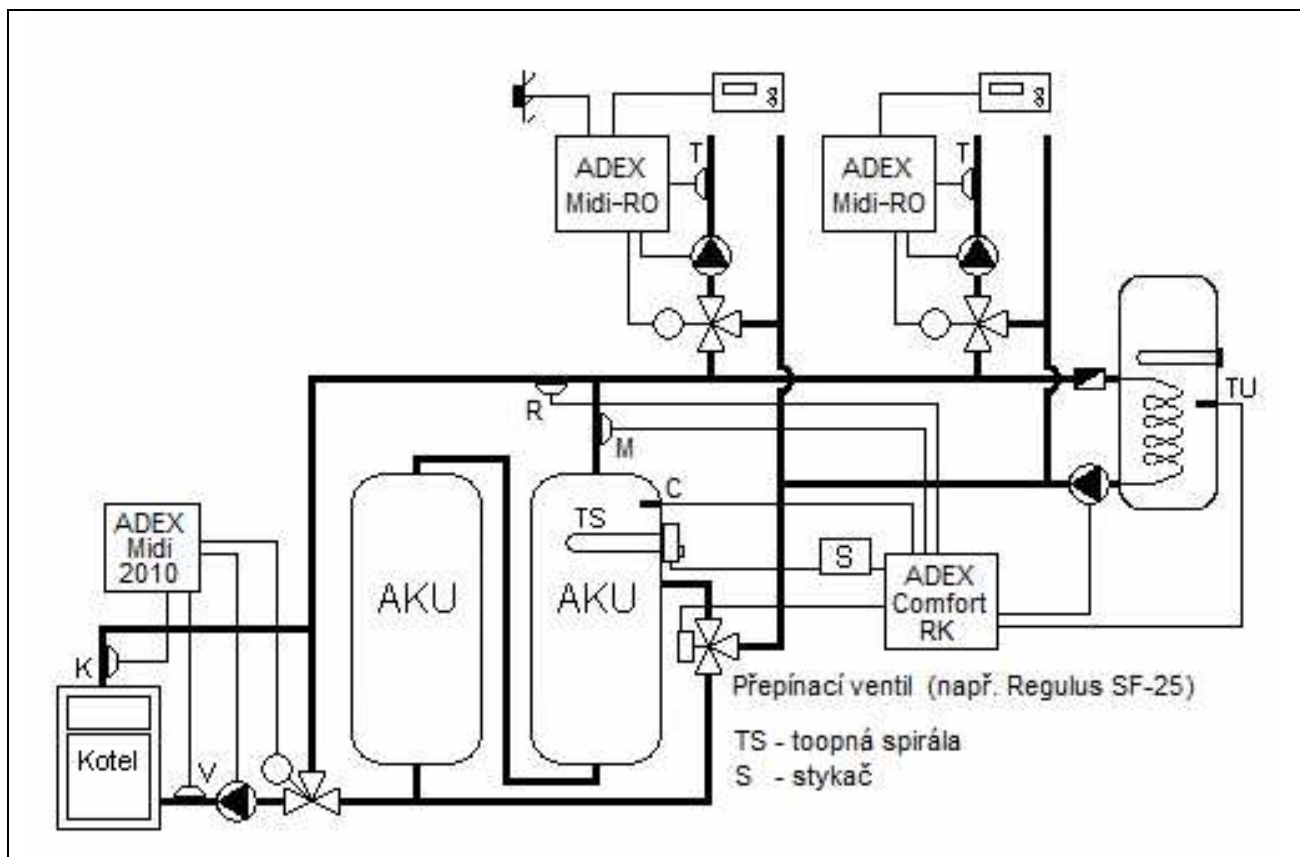 ADEX
Midi-RO
T
ADEX
Midi-RO
T
R
M
TU
C
TS
ADEX
Midi
2010
AKU
AKU
S
ADEX
Comfort
RK
K
Kotel
V
Přepínací ventil (např. Regulus SF-25)
TS - toopná spirála
S - stykač